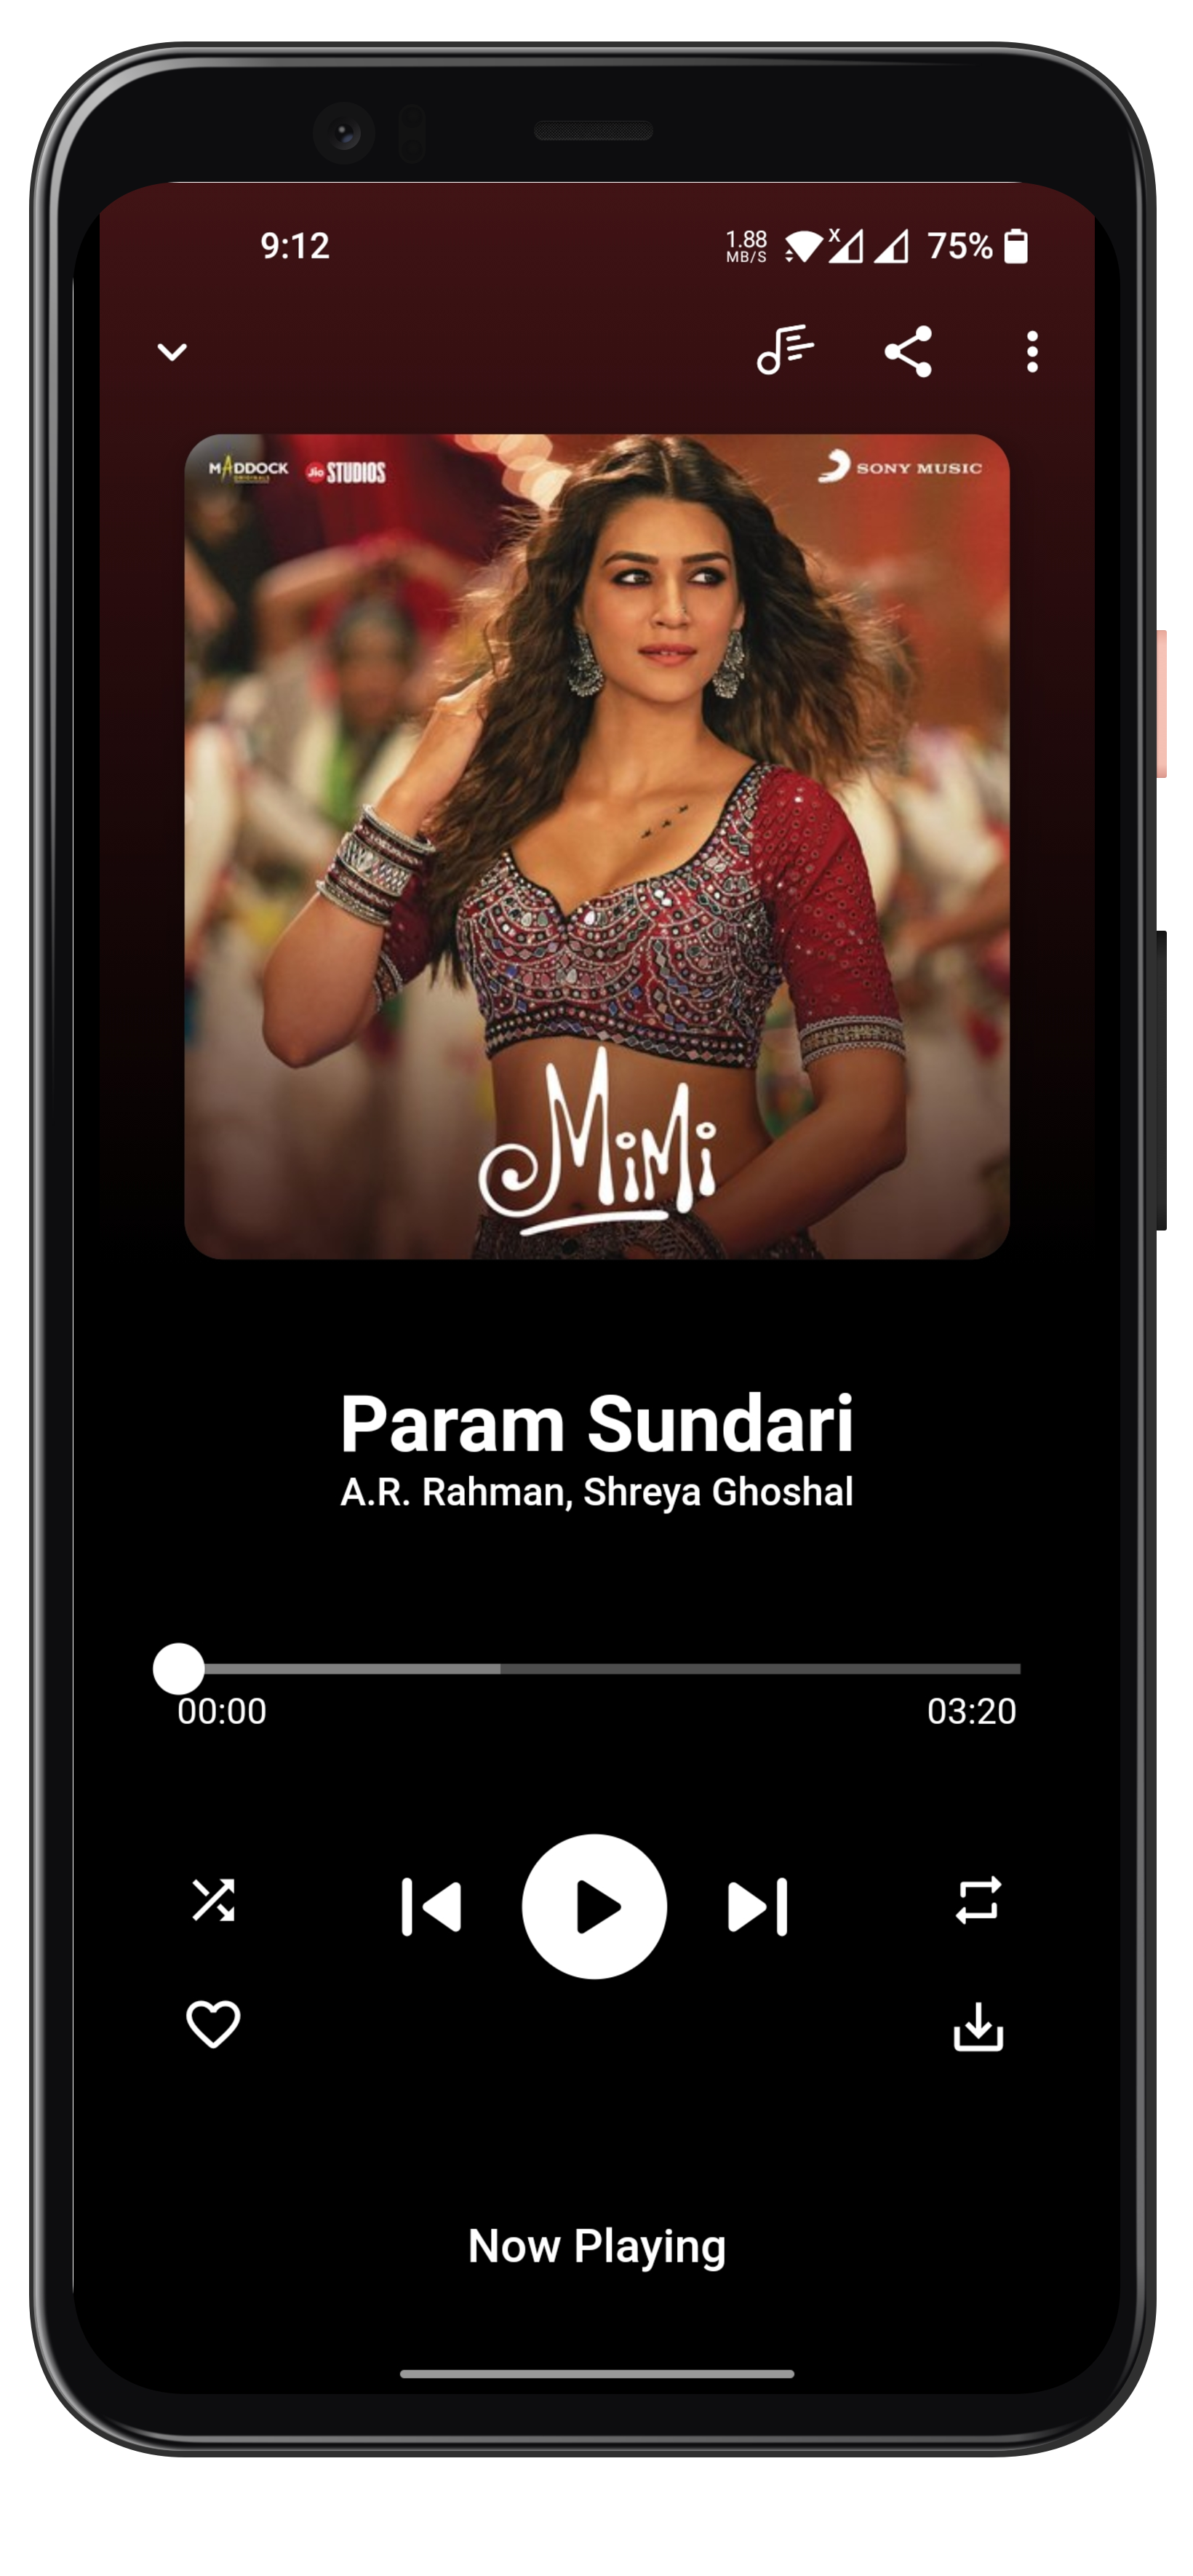 9:12
1.88
MB/S
X
75%
MADDOCK
ORIGINALS
Jio STUDIOS
SONY MUSIC
MiMi
Param Sundari
A.R. Rahman, Shreya Ghoshal
00:00
03:20
Now Playing